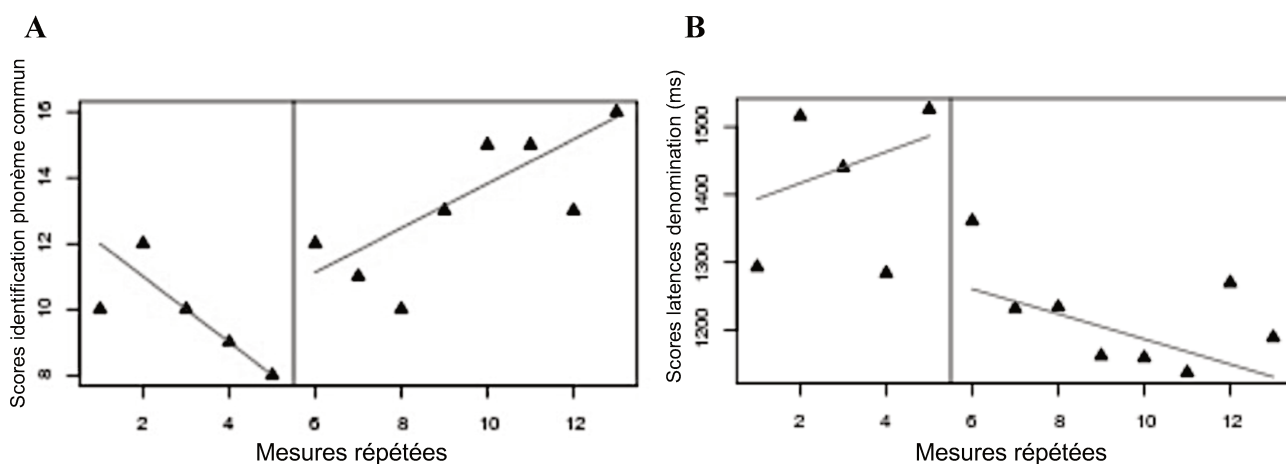 A
Scores identification phonème commun
16
14
12
10
8
2 4 6 8 10 12
Mesures répétées
B
Scores latences denomination (ms)
1500
1400
1300
1200
2 4 6 8 10 12
Mesures répétées